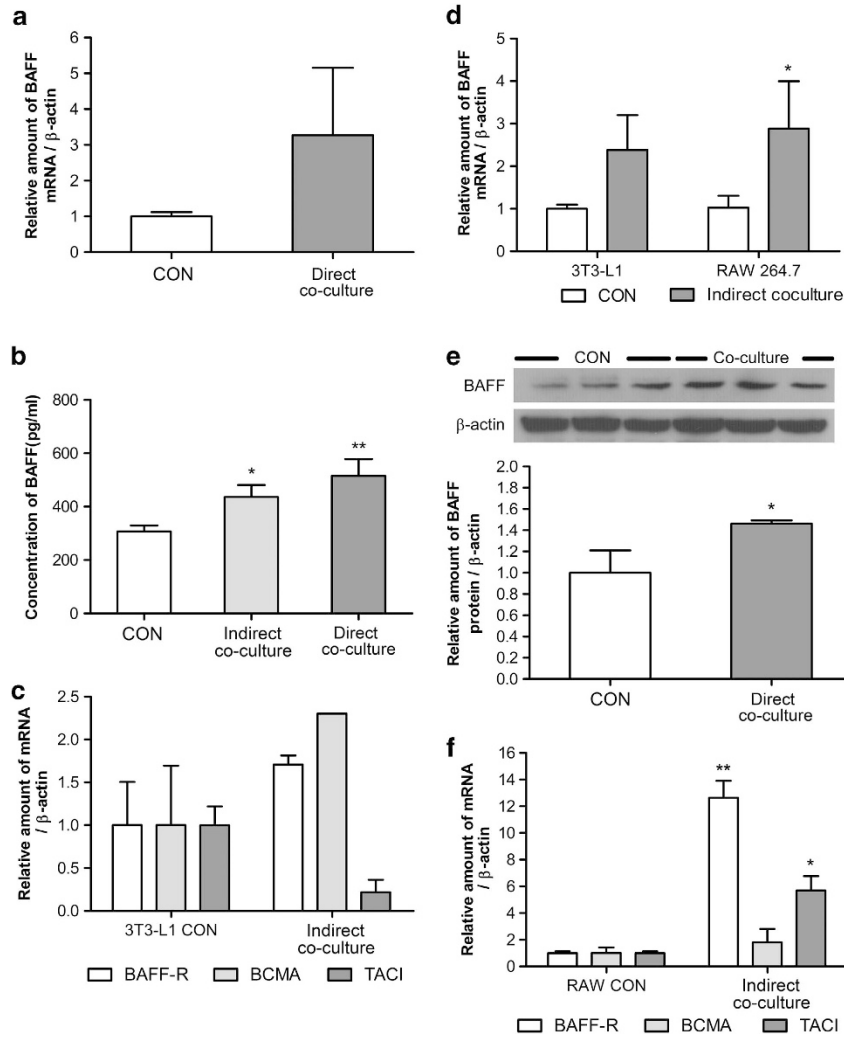 a
Relative amount of BAFF
mRNA / β-actin
6
5
4
3
2
1
0
CON
Direct
co-culture
b
Concentration of BAFF(pg/ml)
800
600
400
200
0
*
**
CON
Indirect
co-culture
Direct
co-culture
c
Relative amount of mRNA
/ β-actin
2.5
2.0
1.5
1.0
0.5
0.0
3T3-L1 CON
Indirect
co-culture
BAFF-R BCMA TACI
d
Relative amount of BAFF
mRNA / β-actin
5
4
3
2
1
0
*
3T3-L1 RAW 264.7
CON Indirect coculture
e
CON Co-culture
BAFF
β-actin
Relative amount of BAFF
protein / β-actin
2.0
1.8
1.6
1.4
1.2
1.0
0.8
0.6
0.4
0.2
0.0
*
CON
Direct
co-culture
f
Relative amount of mRNA
/ β-actin
16
14
12
10
8
6
4
2
0
**
*
RAW CON
Indirect
co-culture
BAFF-R BCMA TACI